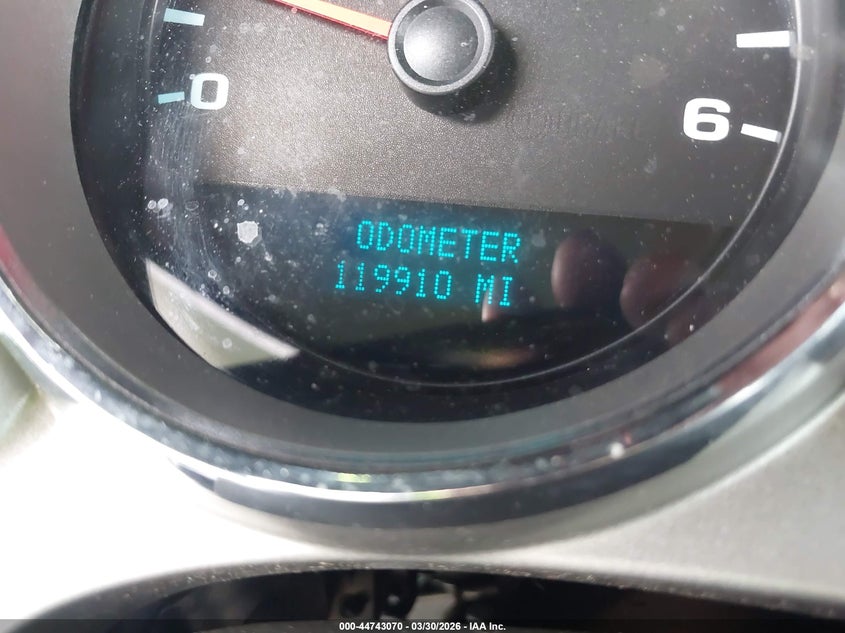 0
6
ODOMETER
119910 MI
000-44743070 - 03/30/2026 - IAA Inc.